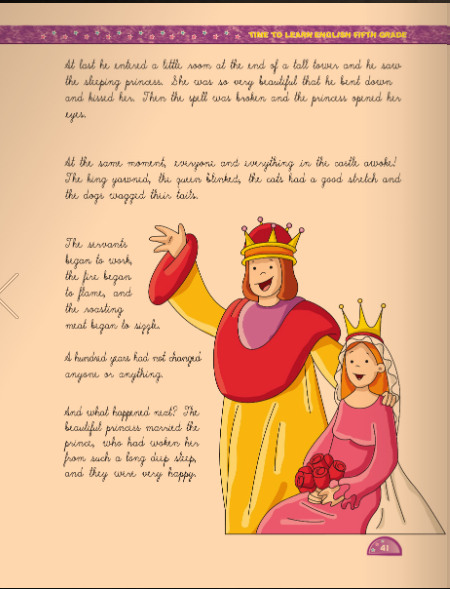 TIME TO LEARN ENGLISH FIFTH GRADE
At last he entered a little room at the end of a tall tower and he saw
the sleeping princess. She was so very beautiful that he bent down
and kissed her. Then the spell was broken and the princess opened her
eyes.
At the same moment, everyone and everything in the castle awoke!
The king yawned, the queen blinked, the cats had a good stretch and
the dogs wagged their tails.
The servants
began to work,
the fire began
to flame, and
the roasting
meat began to sizzle.
A hundred years had not changed
anyone or anything.
And what happened next? The
beautiful princess married the
prince, who had woken her
from such a long deep sleep,
and they were very happy.
41